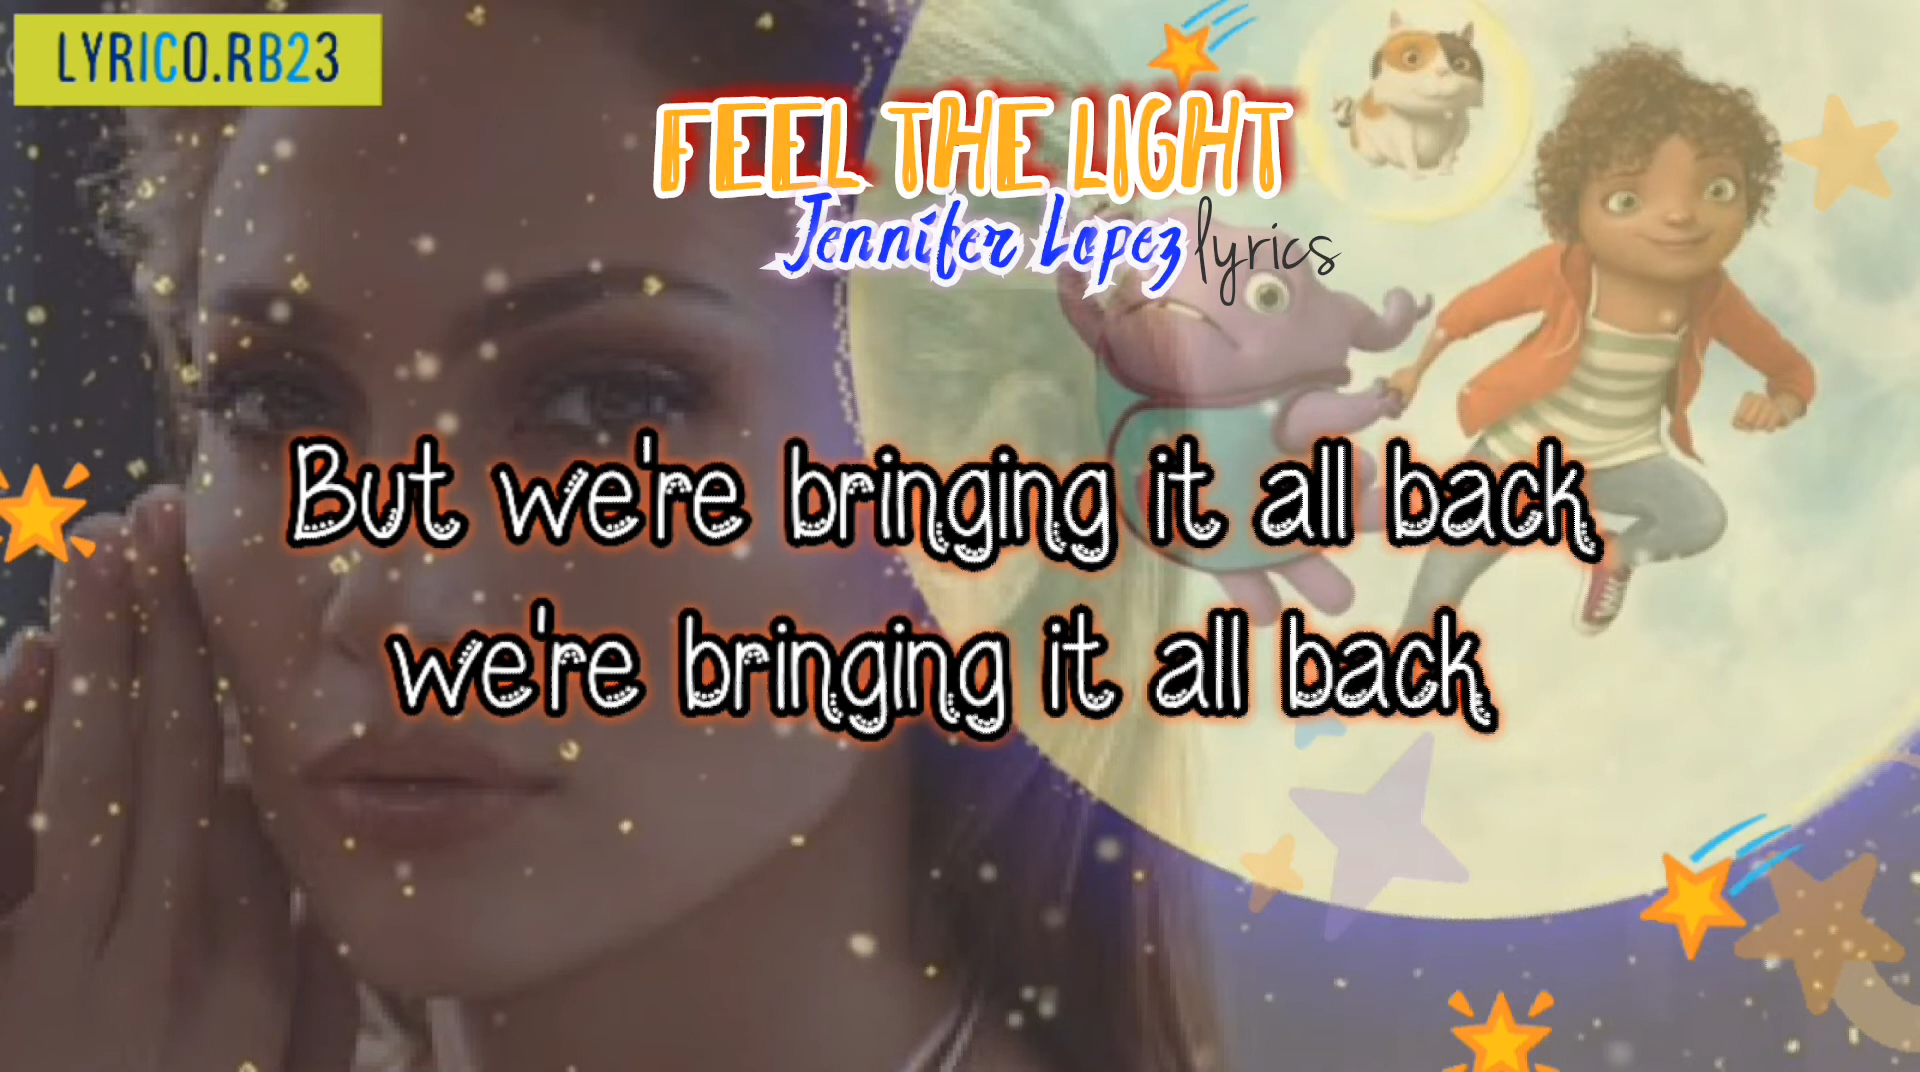 LYRICO.RB23
FEEL THE LIGHT
Jennifer Lopez lyrics
But we're bringing it all back
we're bringing it all back